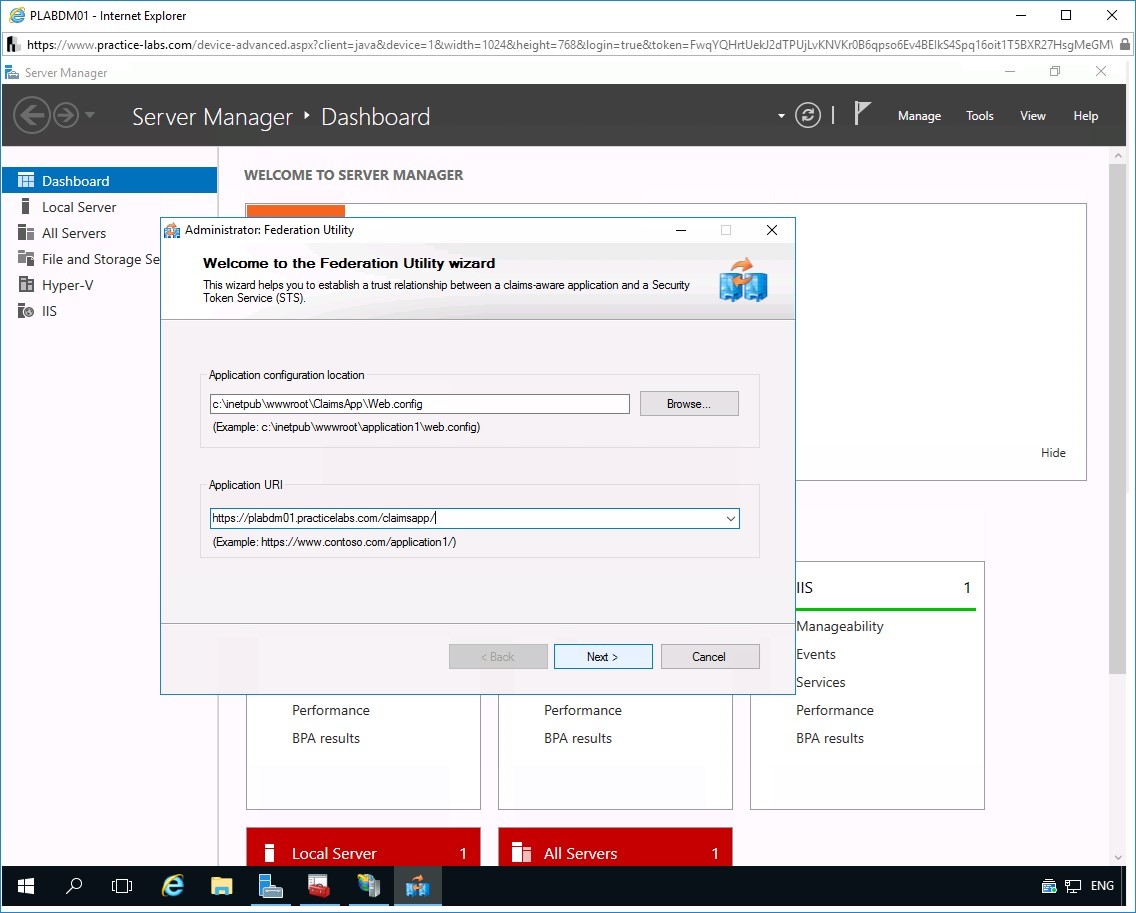 PLABDM01 - Internet Explorer
https://www.practice-labs.com/device-advanced.aspx?client=java&device=1&width=1024&height=768&login=true&token=
Server Manager
Server Manager
Dashboard
Manage
Tools
View
Help
Dashboard
Local Server
All Servers
File and Storage Se
Hyper-V
IIS
WELCOME TO SERVER MANAGER
Administrator: Federation Utility
Welcome to the Federation Utility wizard
This wizard helps you to establish a trust relationship between a claims-aware application and a Security
Token Service (STS).
Application configuration location
c:\inetpub\wwwroot\ClaimsApp\Web.config
Browse...
(Example: c:\inetpub\wwwroot\application1\web.config)
Hide
Application URI
https://plabdm01.practicelabs.com/claimsapp/
(Example: https://www.contoso.com/application1/)
< Back
Next >
Cancel
IIS 1
Manageability
Events
Services
Performance
BPA results
Performance
BPA results
Performance
BPA results
Local Server 1
All Servers 1
ENG